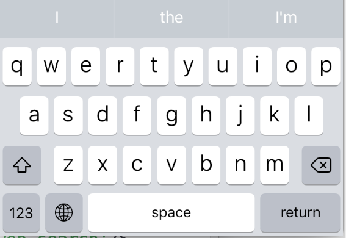 I the I'm
q w e r t y u i o p
a s d f g h j k l
z x c v b n m
123 space return